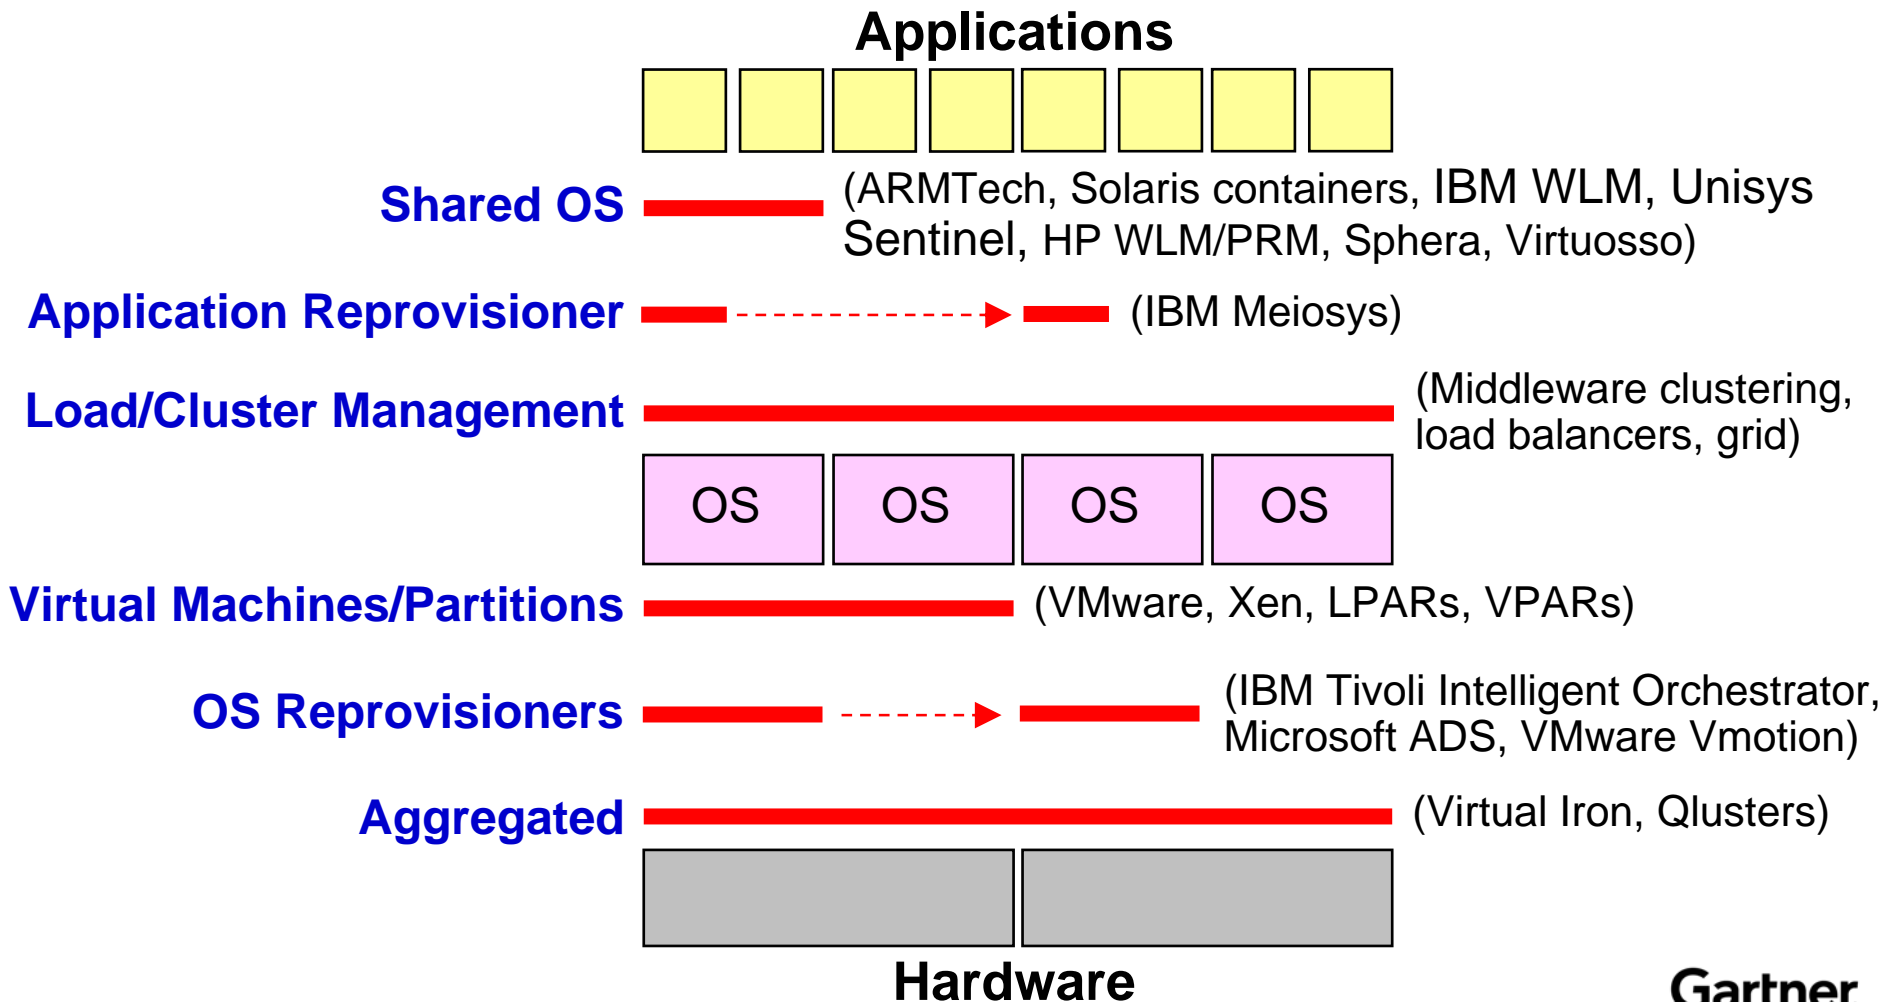 Applications
Shared OS
(ARMTech, Solaris containers, IBM WLM, Unisys
Sentinel, HP WLM/PRM, Sphera, Virtuosso)
Application Reprovisioner
(IBM Meiosys)
Load/Cluster Management
(Middleware clustering,
load balancers, grid)
OS OS OS OS
Virtual Machines/Partitions
(VMware, Xen, LPARs, VPARs)
OS Reprovisioners
(IBM Tivoli Intelligent Orchestrator,
Microsoft ADS, VMware Vmotion)
Aggregated
(Virtual Iron, Qlusters)
Hardware
Gartner